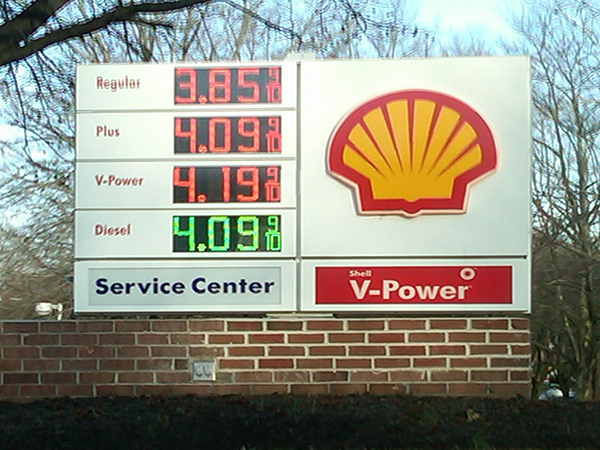 Regular 3.85 9/10
Plus 4.09 9/10
V-Power 4.19 9/10
Diesel 4.09 9/10
Service Center
Shell
V-Power